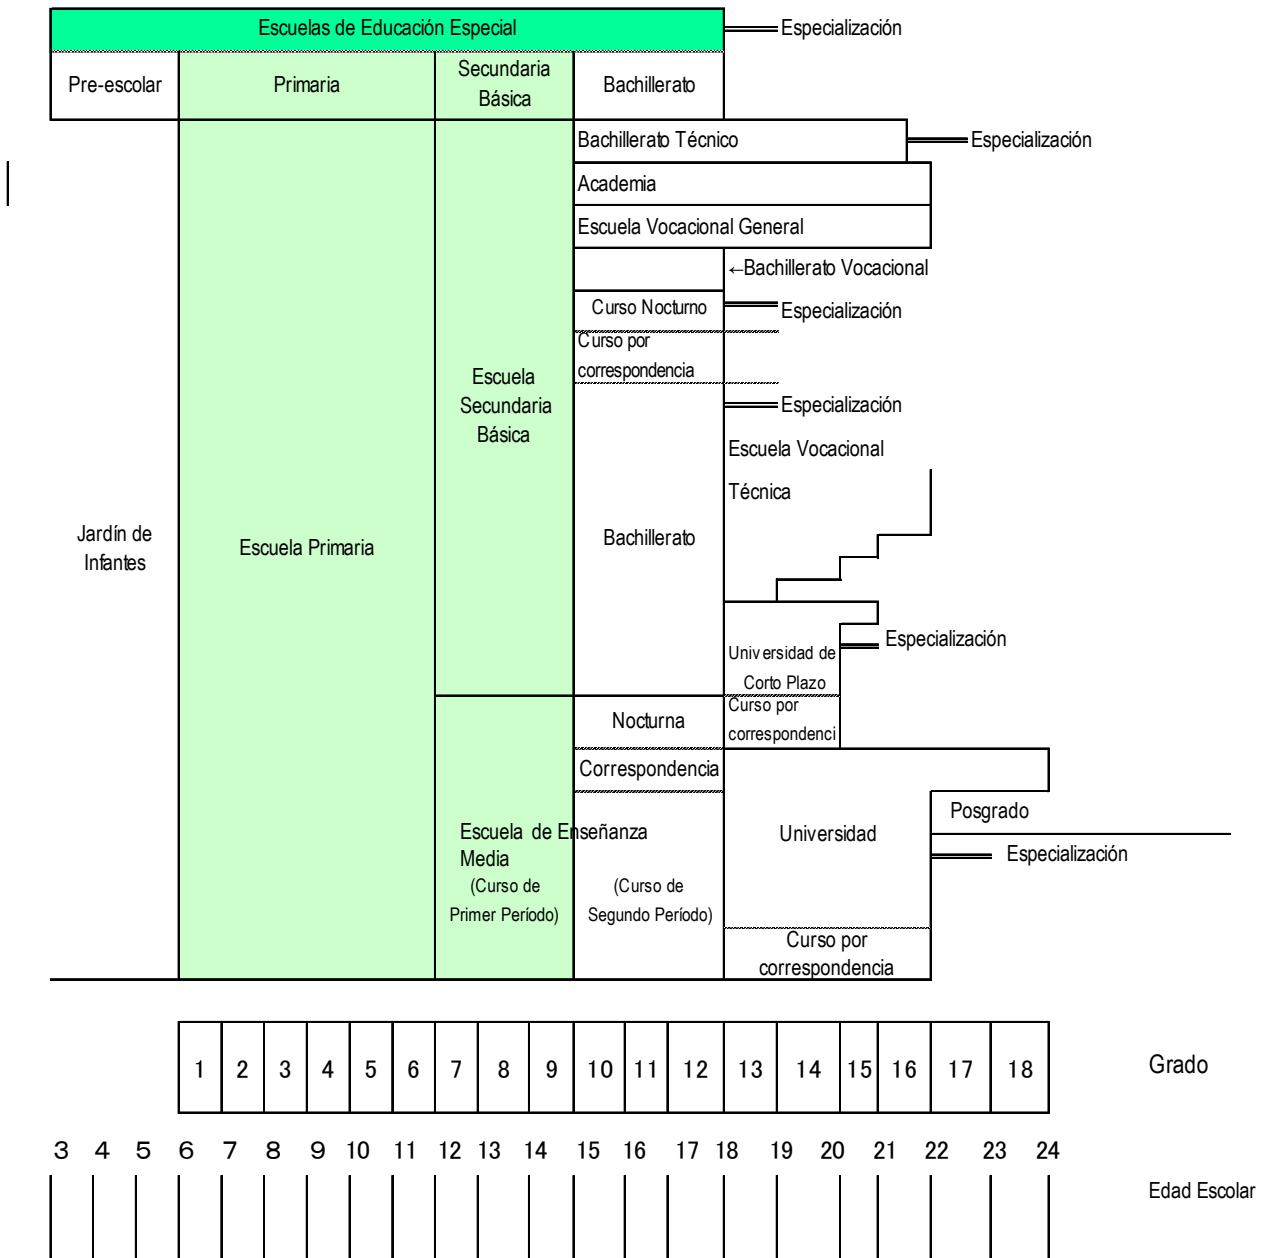 Escuelas de Educación Especial
Especialización
Pre-escolar
Primaria
Secundaria
Básica
Bachillerato
Bachillerato Técnico
Especialización
Academia
Escuela Vocacional General
←Bachillerato Vocacional
Curso Nocturno
Especialización
Curso por
correspondencia
Escuela
Secundaria
Básica
Especialización
Escuela Vocacional
Técnica
Jardín de
Infantes
Escuela Primaria
Bachillerato
Universidad de
Corto Plazo
Especialización
Nocturna
Curso por
correspondenci
Correspondencia
Escuela de Enseñanza
Media
(Curso de
Primer Período)
(Curso de
Segundo Período)
Universidad
Posgrado
Especialización
Curso por
correspondencia
1 2 3 4 5 6 7 8 9 10 11 12 13 14 15 16 17 18 Grado
3 4 5 6 7 8 9 10 11 12 13 14 15 16 17 18 19 20 21 22 23 24
Edad Escolar